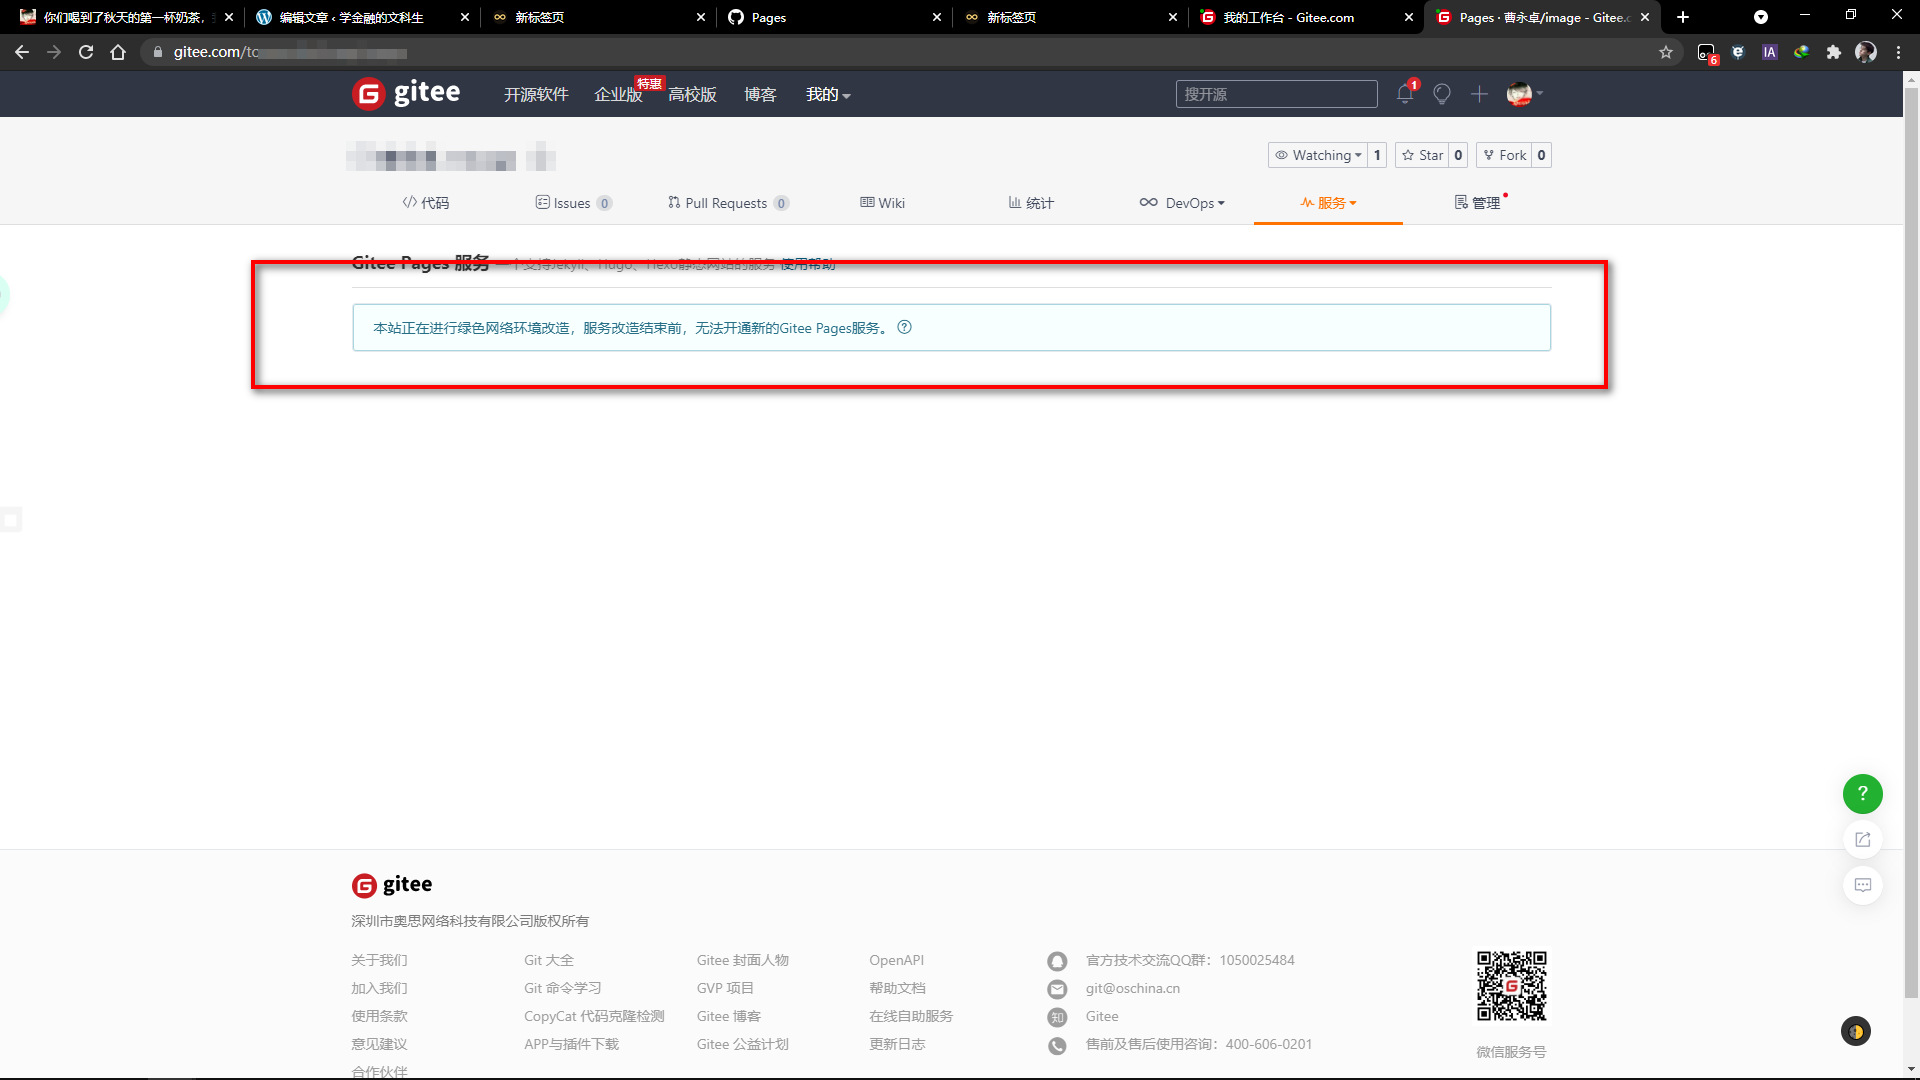 你们喝到了秋天的第一杯奶茶,
编辑文章 ‹ 学金融的文科生
新标签页
Pages
新标签页
我的工作台 - Gitee.com
Pages · 曹永卓/image - Gitee.c
gitee.com/to
6
IA
gitee
开源软件
企业版
特惠
高校版
博客
我的
搜开源
1
Watching 1
Star 0
Fork 0
代码
Issues 0
Pull Requests 0
Wiki
统计
DevOps
服务
管理
Gitee Pages 服务 一个支持Jekyll、Hugo、Hexo静态网站的服务 使用帮助
本站正在进行绿色网络环境改造，服务改造结束前，无法开通新的Gitee Pages服务。
?
gitee
深圳市奥思网络科技有限公司版权所有
关于我们
加入我们
使用条款
意见建议
合作伙伴
Git 大全
Git 命令学习
CopyCat 代码克隆检测
APP与插件下载
Gitee 封面人物
GVP 项目
Gitee 博客
Gitee 公益计划
OpenAPI
帮助文档
在线自助服务
更新日志
官方技术交流QQ群：1050025484
git@oschina.cn
知 Gitee
售前及售后使用咨询：400-606-0201
微信服务号